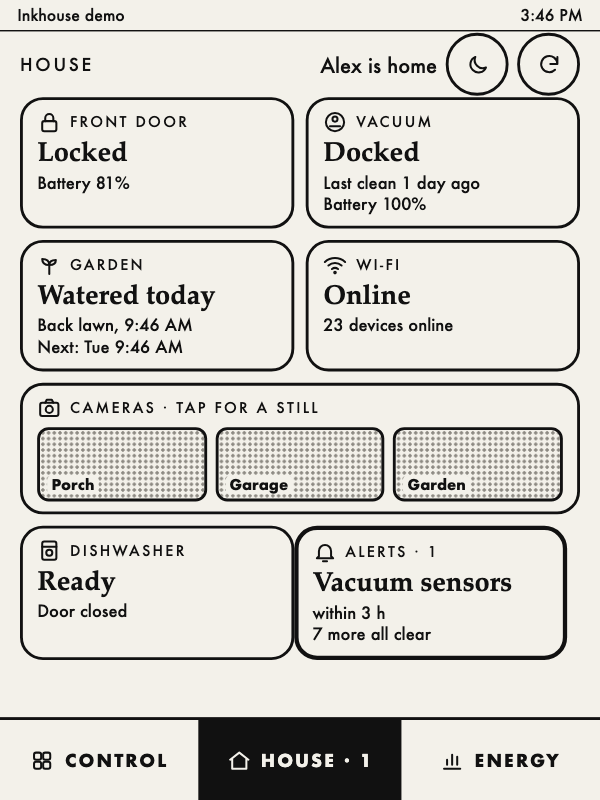 Inkhouse demo
3:46 PM
HOUSE
Alex is home
FRONT DOOR
Locked
Battery 81%
VACUUM
Docked
Last clean 1 day ago
Battery 100%
GARDEN
Watered today
Back lawn, 9:46 AM
Next: Tue 9:46 AM
WI-FI
Online
23 devices online
CAMERAS · TAP FOR A STILL
Porch
Garage
Garden
DISHWASHER
Ready
Door closed
ALERTS · 1
Vacuum sensors
within 3 h
7 more all clear
CONTROL
HOUSE · 1
ENERGY